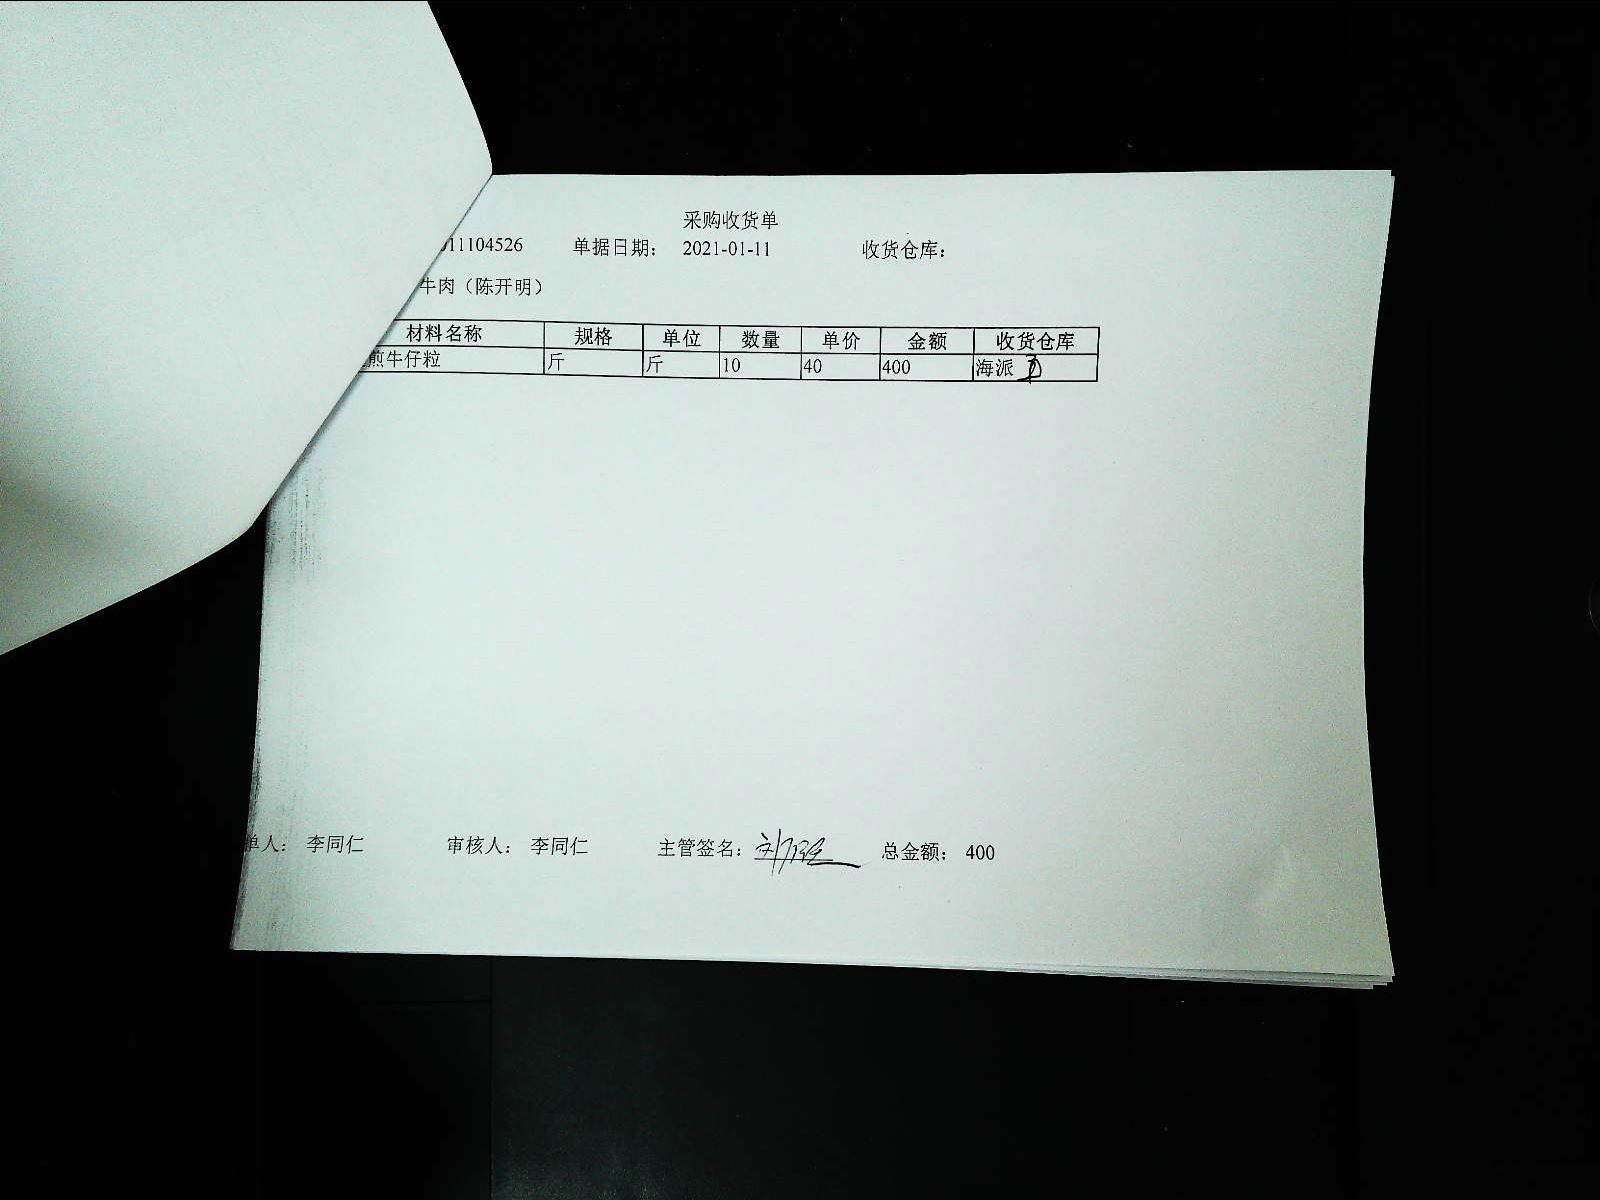 采购收货单
11104526 单据日期： 2021-01-11 收货仓库：
牛肉（陈开明）
材料名称 规格 单位 数量 单价 金额 收货仓库
煎牛仔粒 斤 斤 10 40 400 海派
单人： 李同仁 审核人： 李同仁 主管签名： 总金额： 400